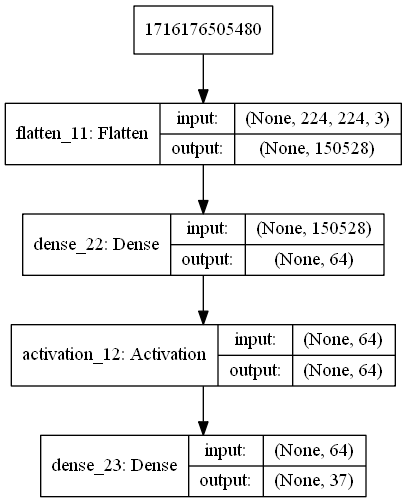 1716176505480
flatten_11: Flatten
input: (None, 224, 224, 3)
output: (None, 150528)
dense_22: Dense
input: (None, 150528)
output: (None, 64)
activation_12: Activation
input: (None, 64)
output: (None, 64)
dense_23: Dense
input: (None, 64)
output: (None, 37)